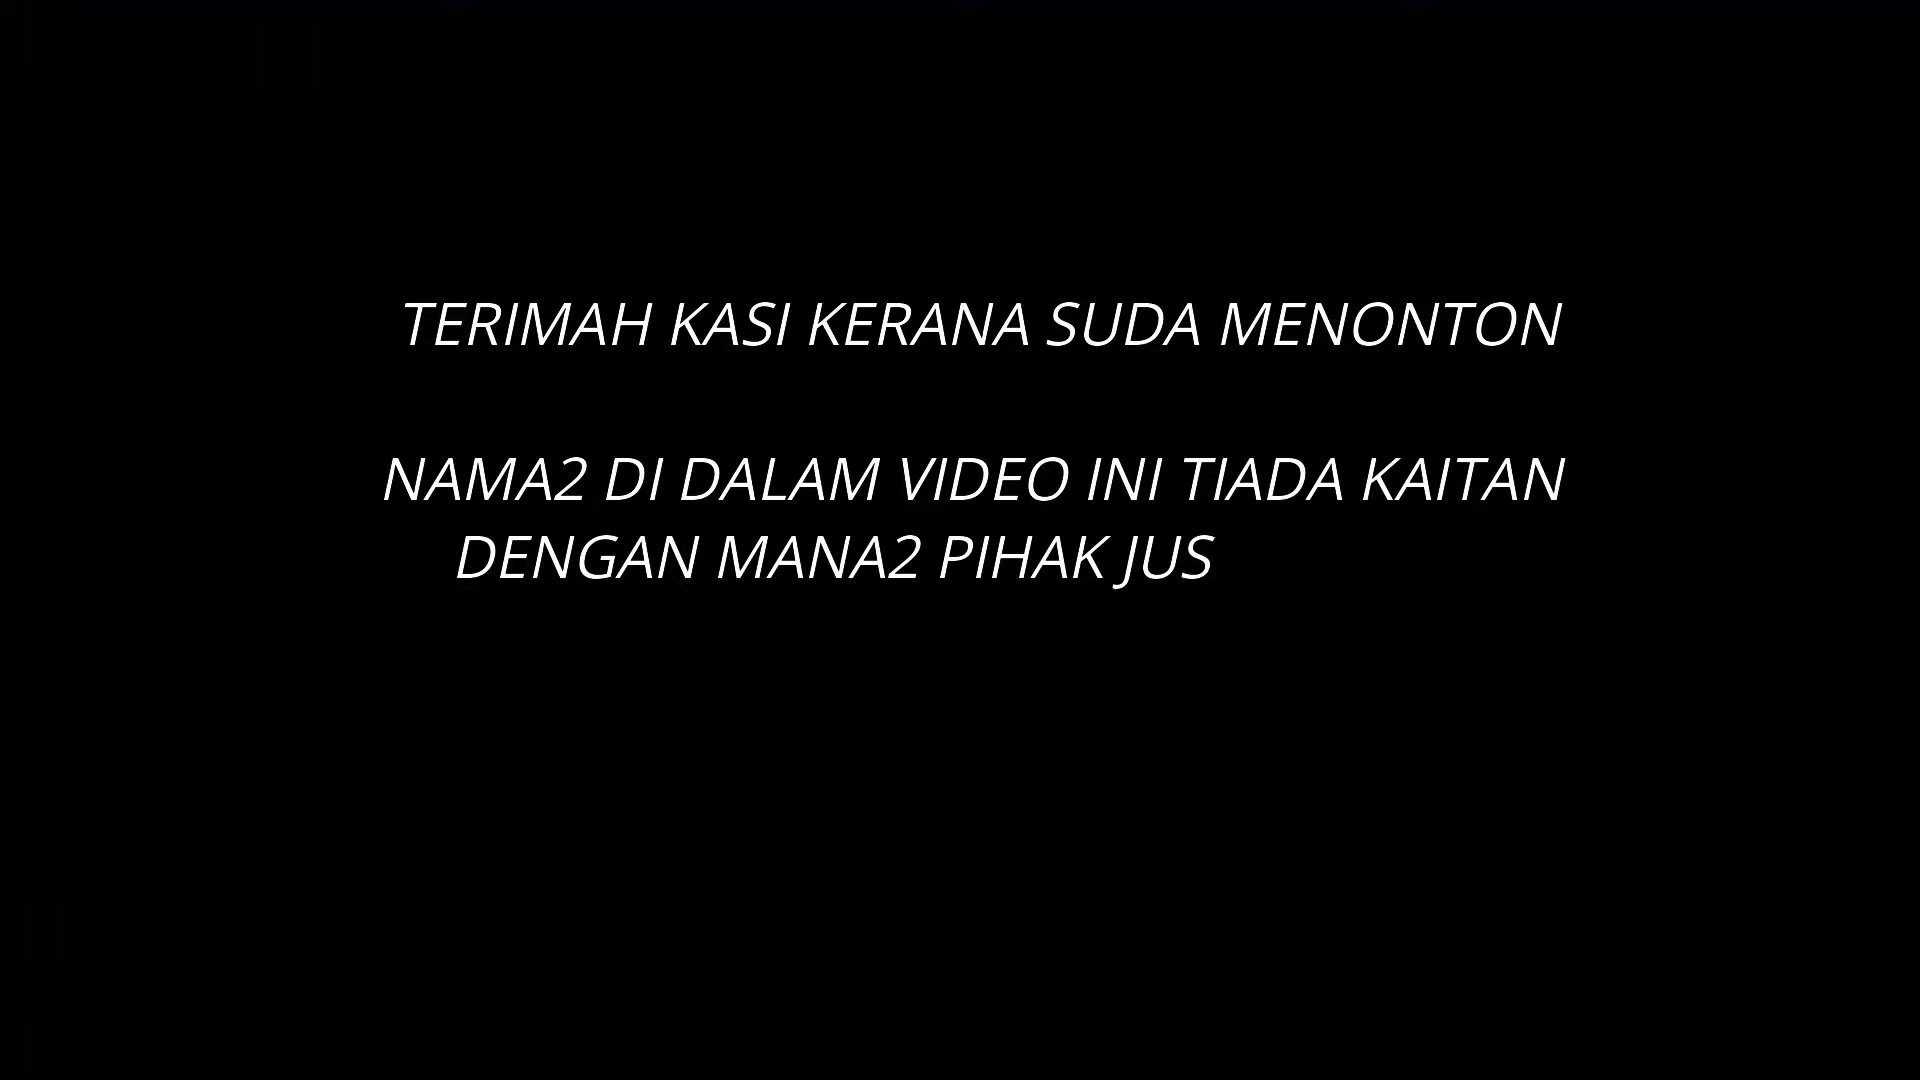 TERIMAH KASI KERANA SUDA MENONTON
NAMA2 DI DALAM VIDEO INI TIADA KAITAN
DENGAN MANA2 PIHAK JUS